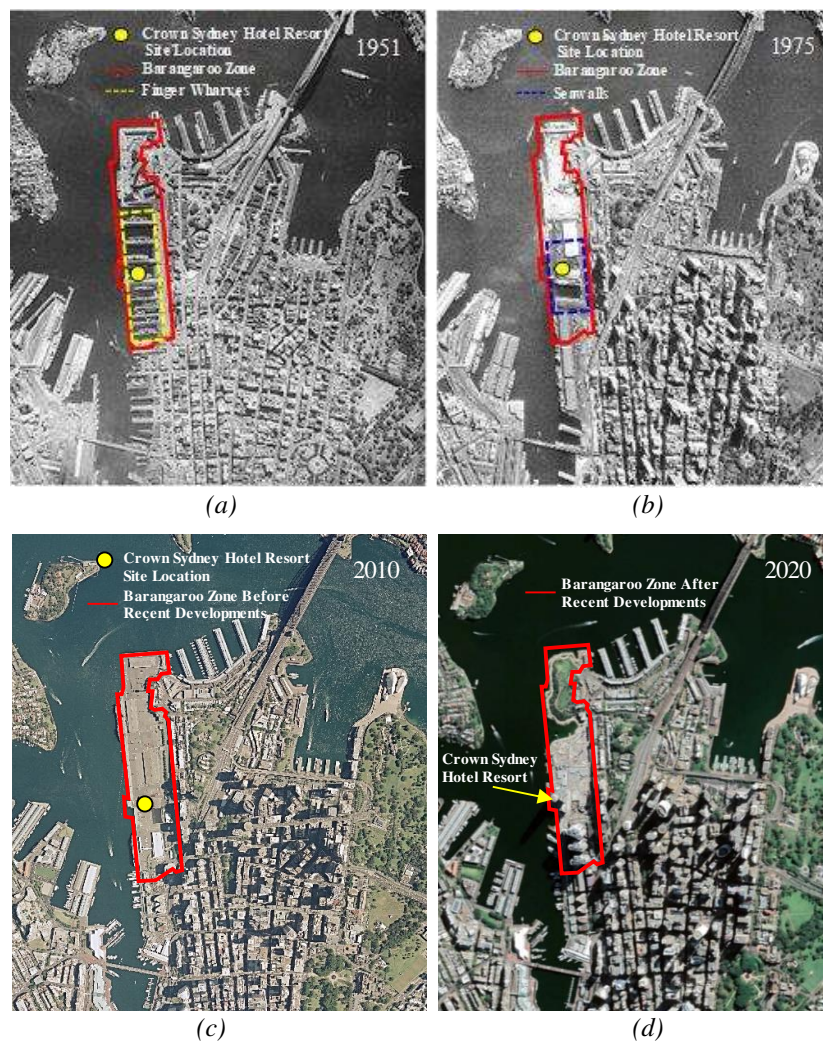 Crown Sydney Hotel Resort
Site Location
1951
Barangaroo Zone
Finger Wharves
Crown Sydney Hotel Resort
Site Location
1975
Barangaroo Zone
Seawalls
(a)
(b)
Crown Sydney Hotel Resort
Site Location
2010
Barangaroo Zone Before
Recent Developments
Barangaroo Zone After
Recent Developments
2020
Crown Sydney
Hotel Resort
(c)
(d)